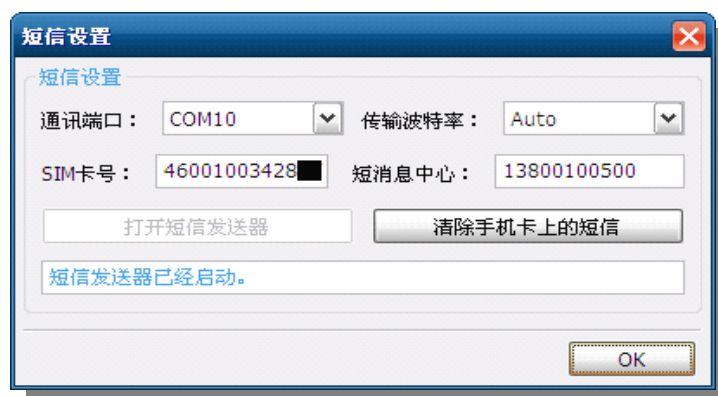 短信设置
短信设置
通讯端口： COM10 传输波特率： Auto
SIM卡号： 46001003428 短消息中心： 13800100500
打开短信发送器 清除手机卡上的短信
短信发送器已经启动。
OK